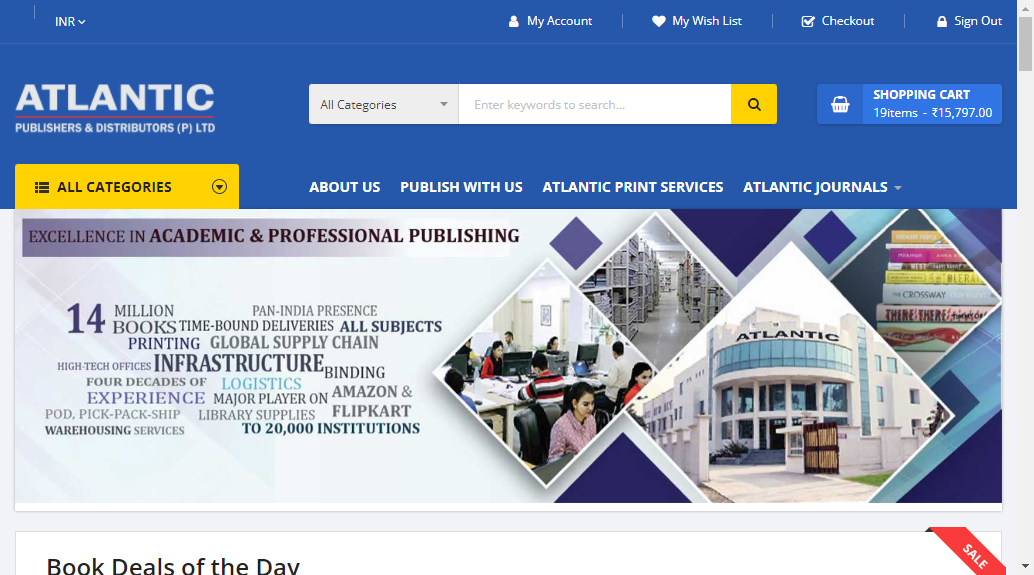 INR
My Account
My Wish List
Checkout
Sign Out
ATLANTIC
PUBLISHERS & DISTRIBUTORS (P) LTD
All Categories
Enter keywords to search...
SHOPPING CART
19items - ₹15,797.00
ALL CATEGORIES
ABOUT US
PUBLISH WITH US
ATLANTIC PRINT SERVICES
ATLANTIC JOURNALS
EXCELLENCE IN ACADEMIC & PROFESSIONAL PUBLISHING
14 MILLION BOOKS
PRINTING
PAN-INDIA PRESENCE
TIME-BOUND DELIVERIES ALL SUBJECTS
GLOBAL SUPPLY CHAIN
HIGH-TECH OFFICES INFRASTRUCTURE BINDING
FOUR DECADES OF EXPERIENCE
LOGISTICS
MAJOR PLAYER ON AMAZON & FLIPKART
POD, PICK-PACK-SHIP
WAREHOUSING SERVICES
LIBRARY SUPPLIES
TO 20,000 INSTITUTIONS
ATLANTIC
THE CROSSWAY
Book Deals of the Day
SALE